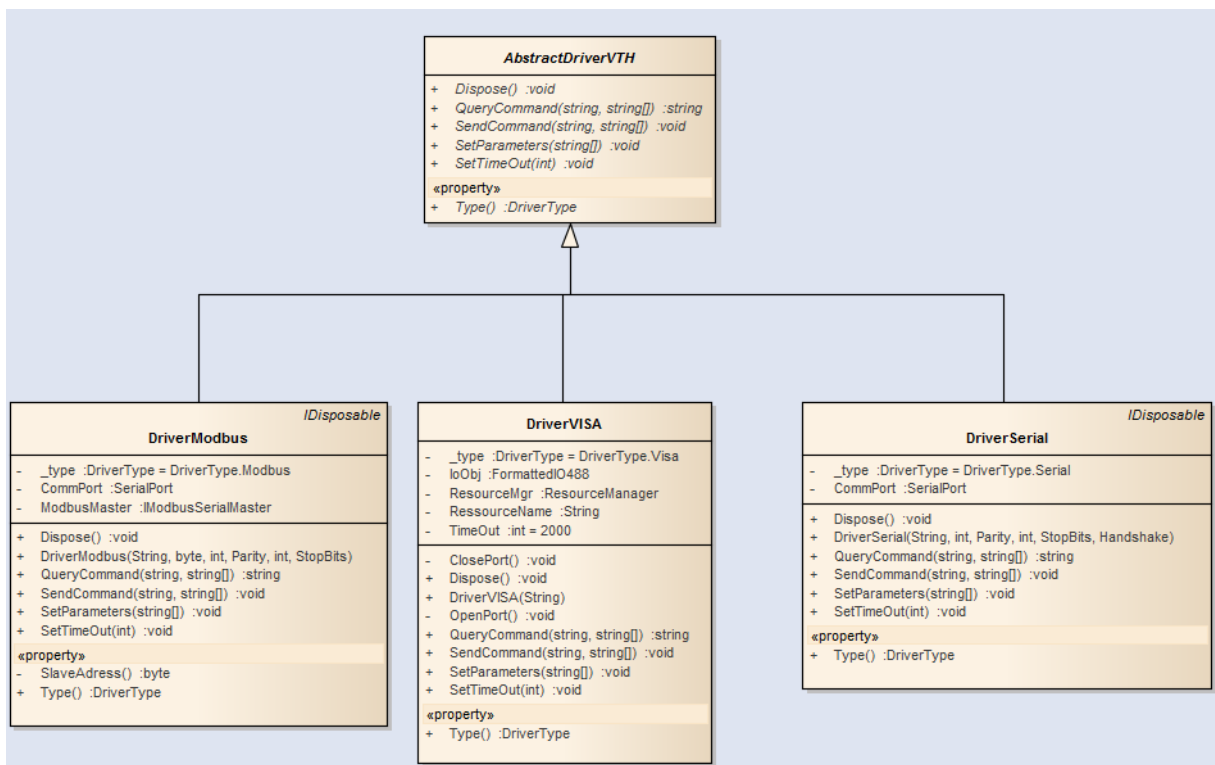 AbstractDriverVTH
+ Dispose() :void
+ QueryCommand(string, string[]) :string
+ SendCommand(string, string[]) :void
+ SetParameters(string[]) :void
+ SetTimeOut(int) :void
«property»
+ Type() :DriverType
IDisposable
DriverModbus
- _type :DriverType = DriverType.Modbus
- CommPort :SerialPort
- ModbusMaster :IModbusSerialMaster
+ Dispose() :void
+ DriverModbus(String, byte, int, Parity, int, StopBits)
+ QueryCommand(string, string[]) :string
+ SendCommand(string, string[]) :void
+ SetParameters(string[]) :void
+ SetTimeOut(int) :void
«property»
- SlaveAdress() :byte
+ Type() :DriverType
DriverVISA
- _type :DriverType = DriverType.Visa
- IoObj :FormattedIO488
- ResourceMgr :ResourceManager
- RessourceName :String
- TimeOut :int = 2000
- ClosePort() :void
+ Dispose() :void
+ DriverVISA(String)
- OpenPort() :void
+ QueryCommand(string, string[]) :string
+ SendCommand(string, string[]) :void
+ SetParameters(string[]) :void
+ SetTimeOut(int) :void
«property»
+ Type() :DriverType
IDisposable
DriverSerial
- _type :DriverType = DriverType.Serial
- CommPort :SerialPort
+ Dispose() :void
+ DriverSerial(String, int, Parity, int, StopBits, Handshake)
+ QueryCommand(string, string[]) :string
+ SendCommand(string, string[]) :void
+ SetParameters(string[]) :void
+ SetTimeOut(int) :void
«property»
+ Type() :DriverType